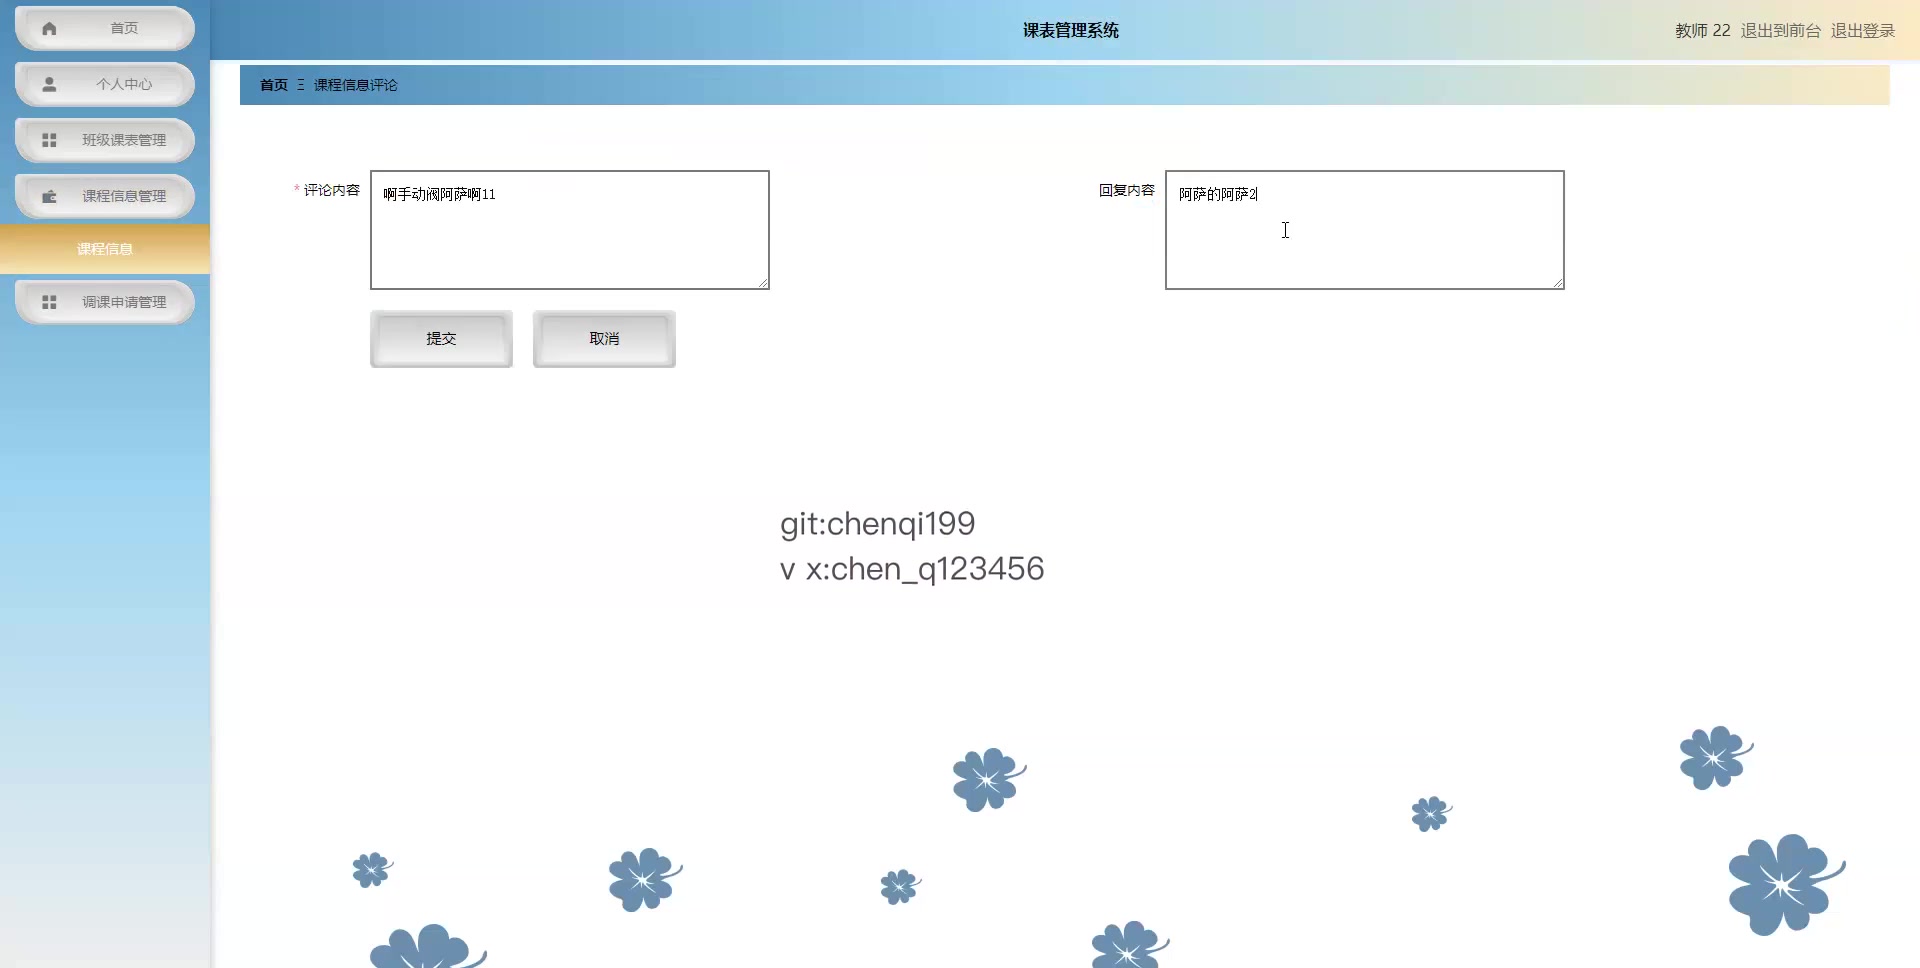 首页
个人中心
班级课表管理
课程信息管理
课程信息
调课申请管理
课表管理系统
教师 22 退出到前台 退出登录
首页 Ξ 课程信息评论
* 评论内容
啊手动阀阿萨啊11
回复内容
阿萨的阿萨2
提交
取消
git:chenqi199
v x:chen_q123456